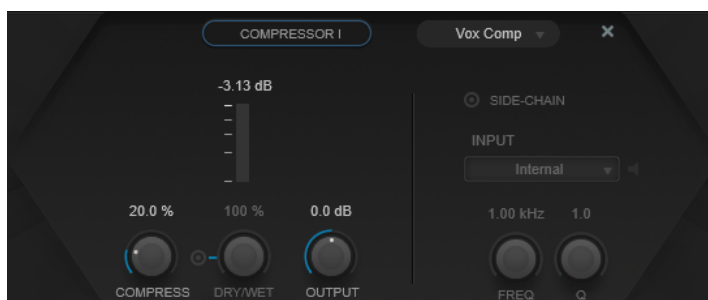 COMPRESSOR I
Vox Comp
-3.13 dB
SIDE-CHAIN
INPUT
Internal
20.0 %
100 %
0.0 dB
1.00 kHz
1.0
COMPRESS
DRY/WET
OUTPUT
FREQ
Q